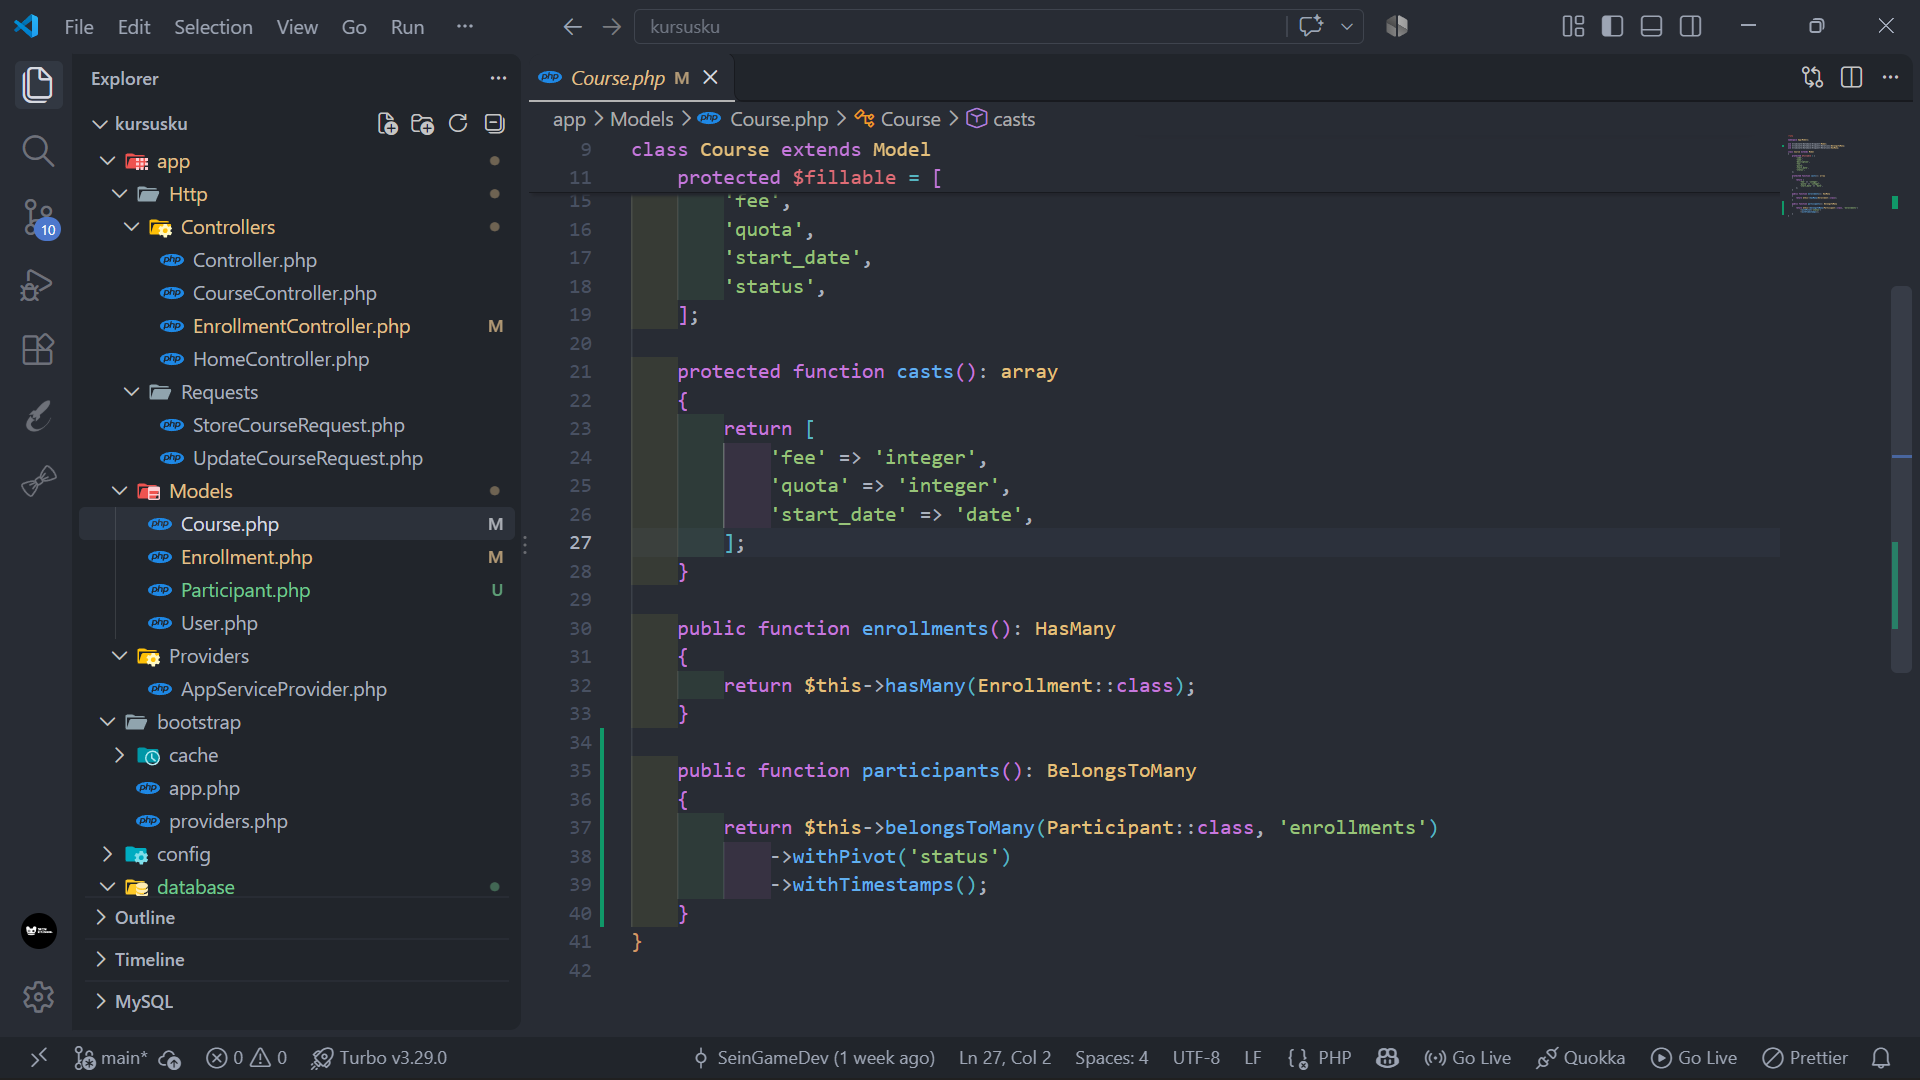 File Edit Selection View Go Run ···
kursusku
Explorer
kursusku
app
Http
Controllers
Controller.php
CourseController.php
EnrollmentController.php M
HomeController.php
Requests
StoreCourseRequest.php
UpdateCourseRequest.php
Models
Course.php M
Enrollment.php M
Participant.php U
User.php
Providers
AppServiceProvider.php
bootstrap
cache
app.php
providers.php
config
database
Outline
Timeline
MySQL
10
Course.php M
app > Models > Course.php > Course > casts
9 class Course extends Model
11 protected $fillable = [
15 'fee',
16 'quota',
17 'start_date',
18 'status',
19 ];
20
21 protected function casts(): array
22 {
23 return [
24 'fee' => 'integer',
25 'quota' => 'integer',
26 'start_date' => 'date',
27 ];
28 }
29
30 public function enrollments(): HasMany
31 {
32 return $this->hasMany(Enrollment::class);
33 }
34
35 public function participants(): BelongsToMany
36 {
37 return $this->belongsToMany(Participant::class, 'enrollments')
38 ->withPivot('status')
39 ->withTimestamps();
40 }
41 }
42
main* 0 0 Turbo v3.29.0 SeinGameDev (1 week ago) Ln 27, Col 2 Spaces: 4 UTF-8 LF PHP Go Live Quokka Go Live Prettier